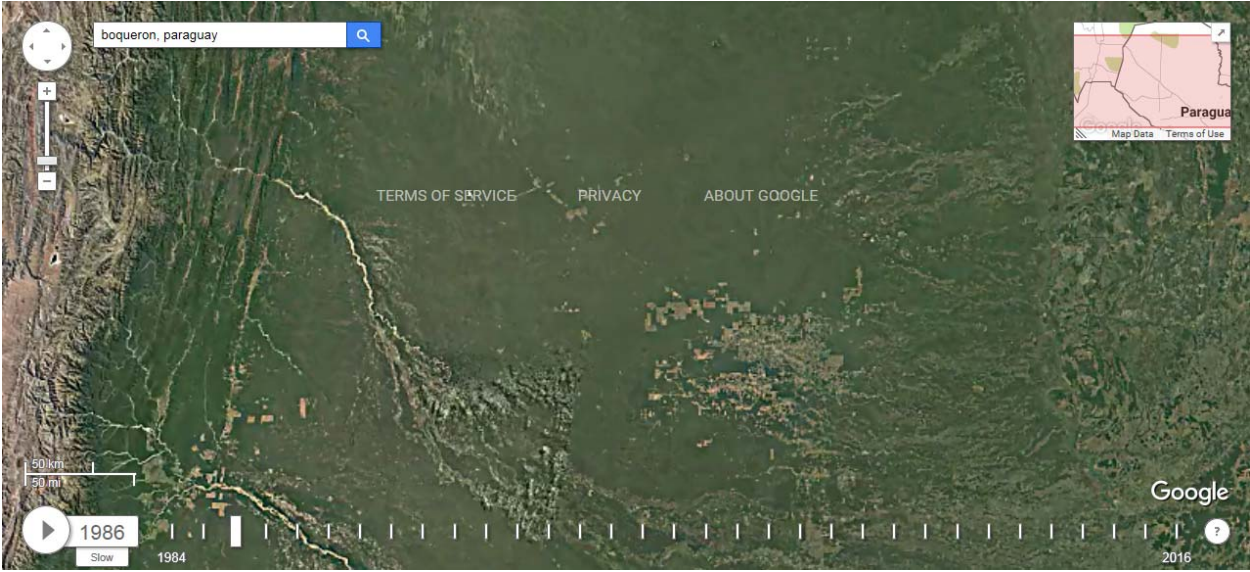 boqueron, paraguay
Paragua
Google
Map Data Terms of Use
TERMS OF SERVICE PRIVACY ABOUT GOOGLE
50 km
50 mi
Google
1986
Slow
1984
2016
?